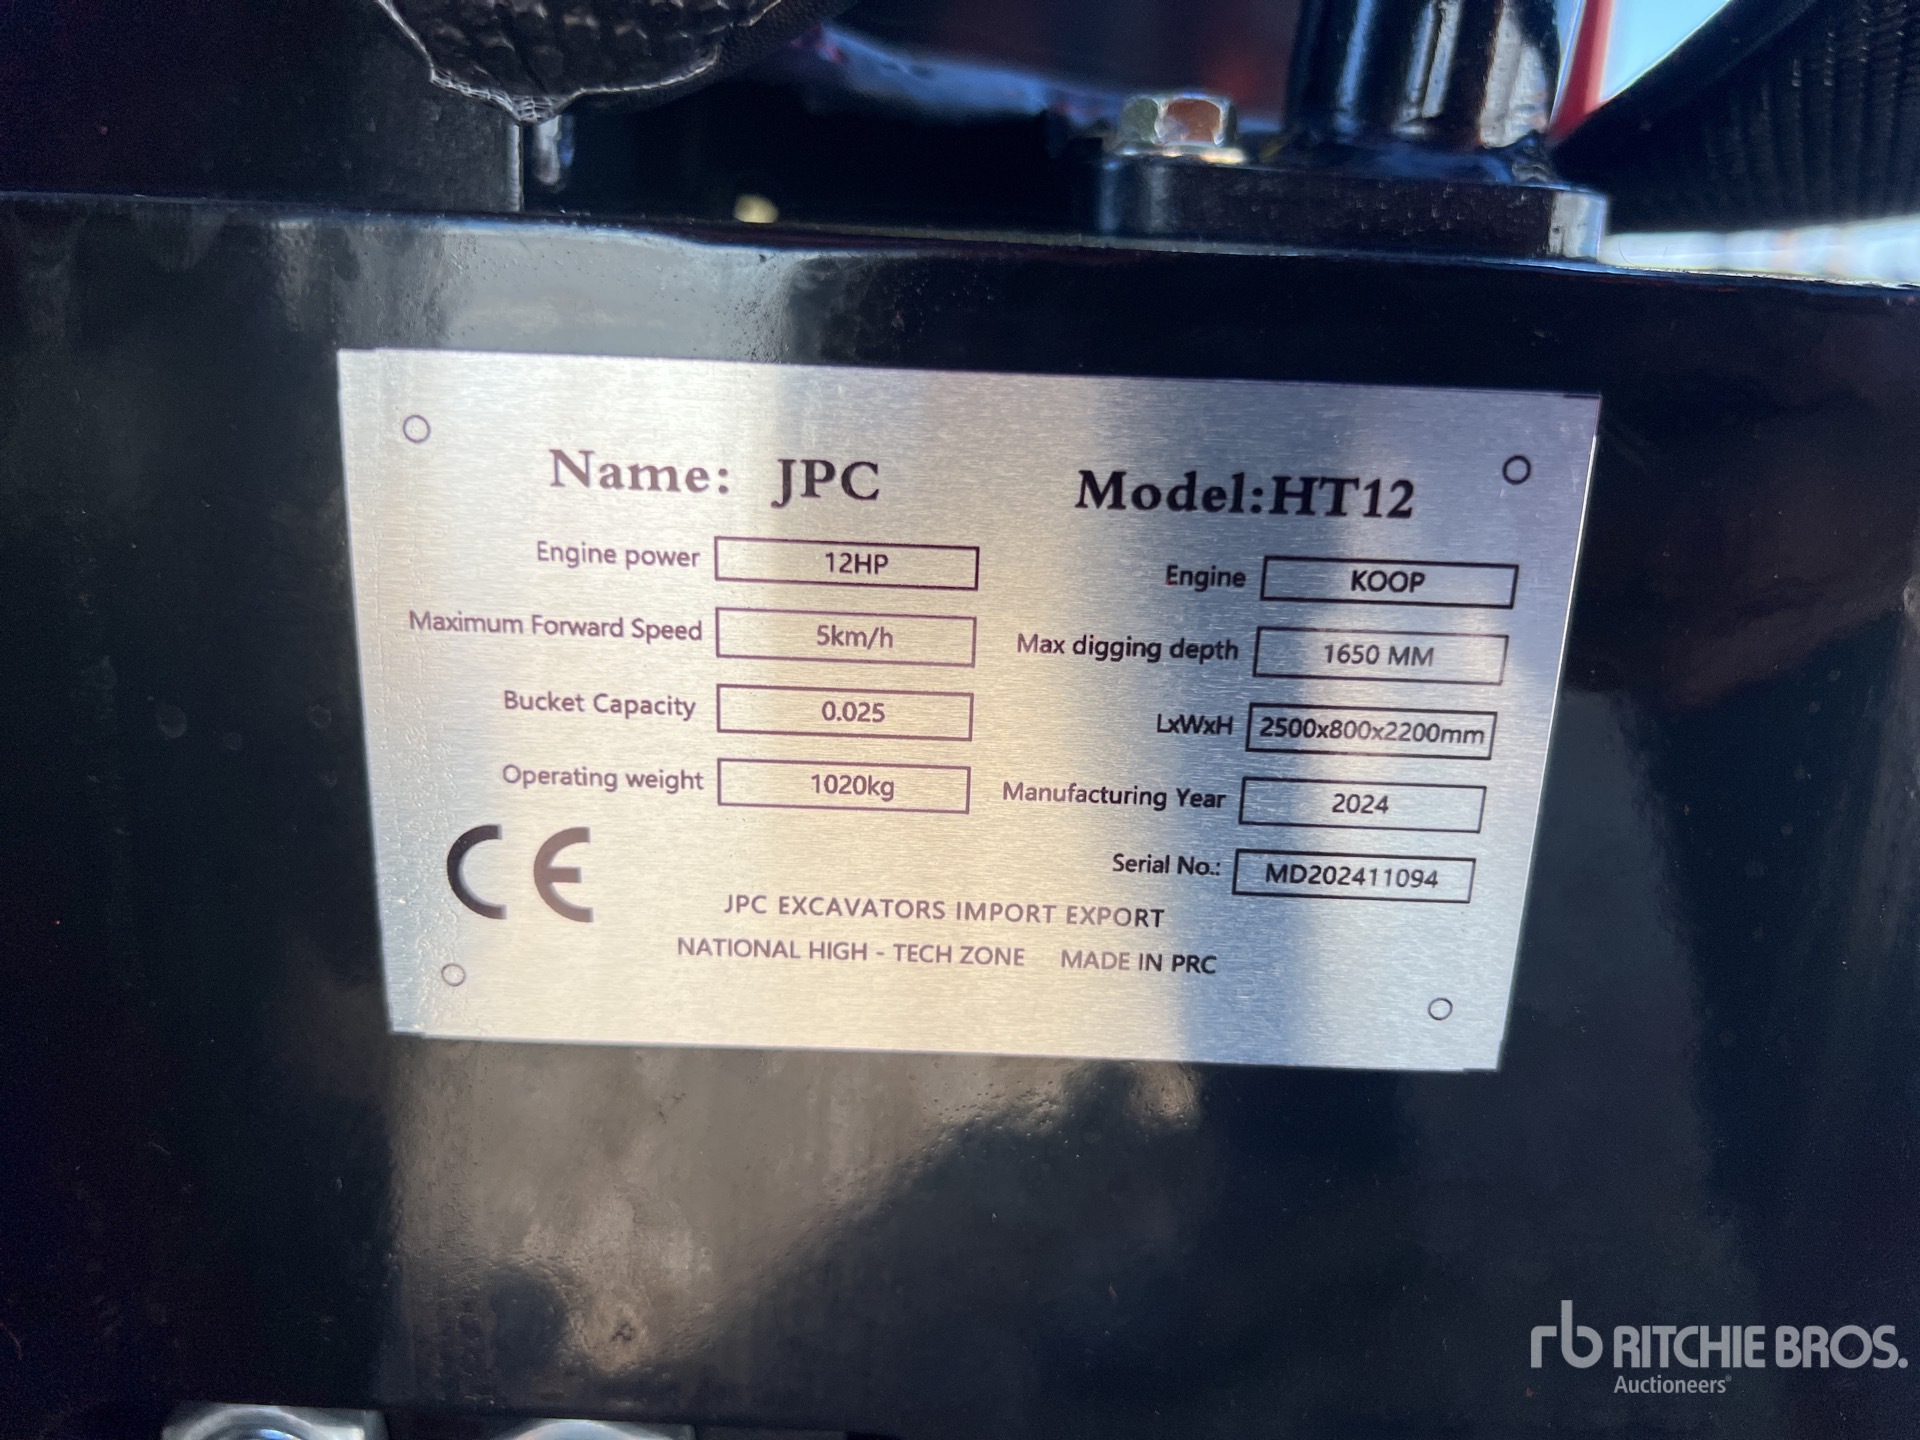 Name: JPC
Model:HT12
Engine power 12HP
Engine KOOP
Maximum Forward Speed 5km/h
Max digging depth 1650 MM
Bucket Capacity 0.025
LxWxH 2500x800x2200mm
Operating weight 1020kg
Manufacturing Year 2024
Serial No.: MD202411094
CE
JPC EXCAVATORS IMPORT EXPORT
NATIONAL HIGH - TECH ZONE MADE IN PRC
rb RITCHIE BROS.
Auctioneers®